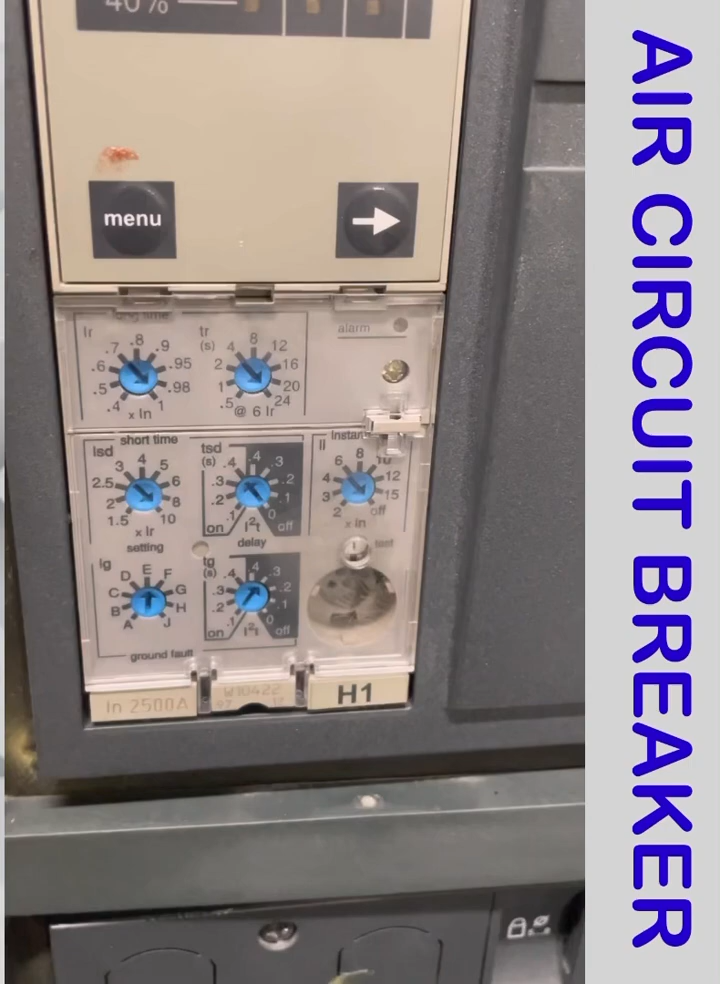 40%
menu
long time
Ir
.4 .5 .6 .7 .8 .9 .95 .98 1
x In
tr
(s)
.5 1 2 4 8 12 16 20 24
@ 6 Ir
alarm
short time
Isd
1.5 2 2.5 3 4 5 6 8 10
x Ir
setting
tsd
(s)
.1 .2 .3 .4 .4 .3 .2 .1 0
on I²t off
delay
Ii
2 3 4 6 8 10 12 15 off
x In
test
Ig
A B C D E F G H J
tg
(s)
.1 .2 .3 .4 .4 .3 .2 .1 0
on I²t off
ground fault
In 2500A
W10422
H1
AIR CIRCUIT BREAKER